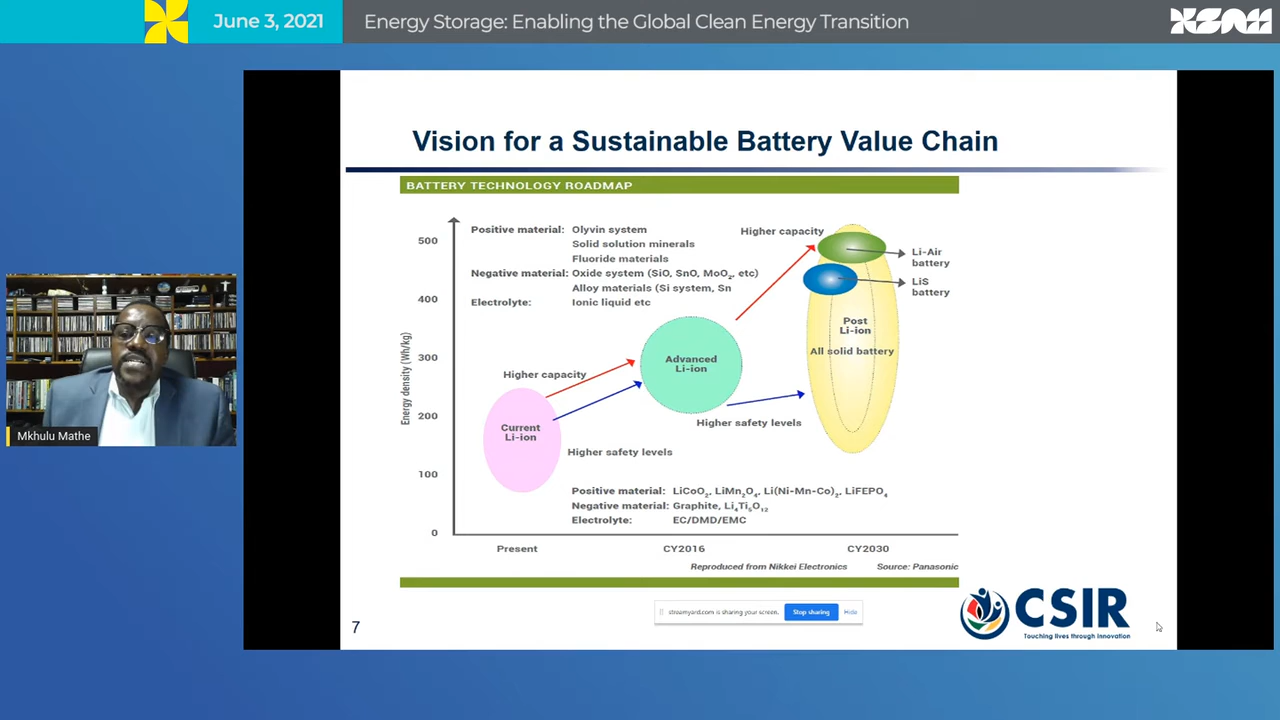 June 3, 2021
Energy Storage: Enabling the Global Clean Energy Transition
Vision for a Sustainable Battery Value Chain
BATTERY TECHNOLOGY ROADMAP
Energy density (Wh/kg)
500
400
300
200
100
0
Positive material: Olyvin system
Solid solution minerals
Fluoride materials
Negative material: Oxide system (SiO, SnO, MoO₂, etc)
Alloy materials (Si system, Sn
Electrolyte: Ionic liquid etc
Higher capacity
Li-Air
battery
LiS
battery
Post
Li-ion
All solid battery
Advanced
Li-ion
Higher capacity
Higher safety levels
Current
Li-ion
Higher safety levels
Positive material: LiCoO₂, LiMn₂O₄, Li(Ni-Mn-Co)₂, LiFEPO₄
Negative material: Graphite, Li₄Ti₅O₁₂
Electrolyte: EC/DMD/EMC
Present
CY2016
CY2030
Reproduced from Nikkei Electronics
Source: Panasonic
streamyard.com is sharing your screen.
Stop sharing
Hide
7
CSIR
Touching lives through innovation
Mkhulu Mathe